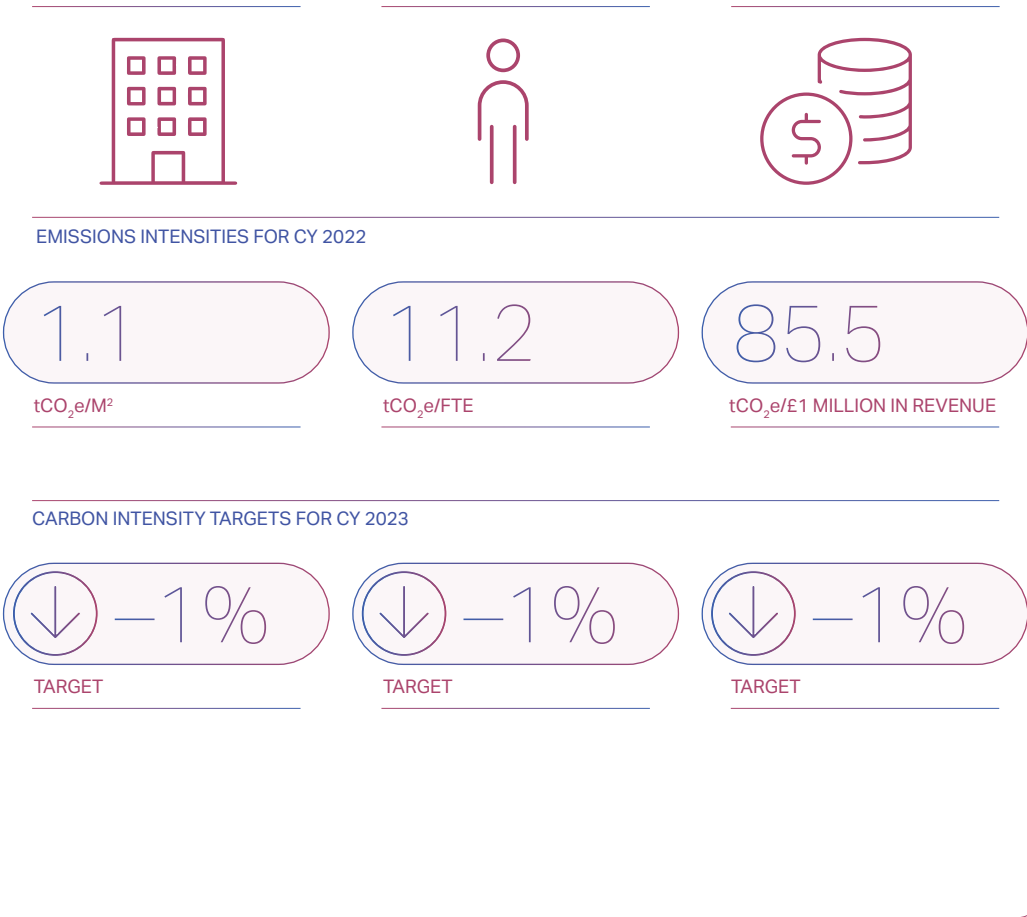 $
EMISSIONS INTENSITIES FOR CY 2022
1.1 11.2 85.5
tCO₂e/M² tCO₂e/FTE tCO₂e/£1 MILLION IN REVENUE
CARBON INTENSITY TARGETS FOR CY 2023
–1% –1% –1%
TARGET TARGET TARGET